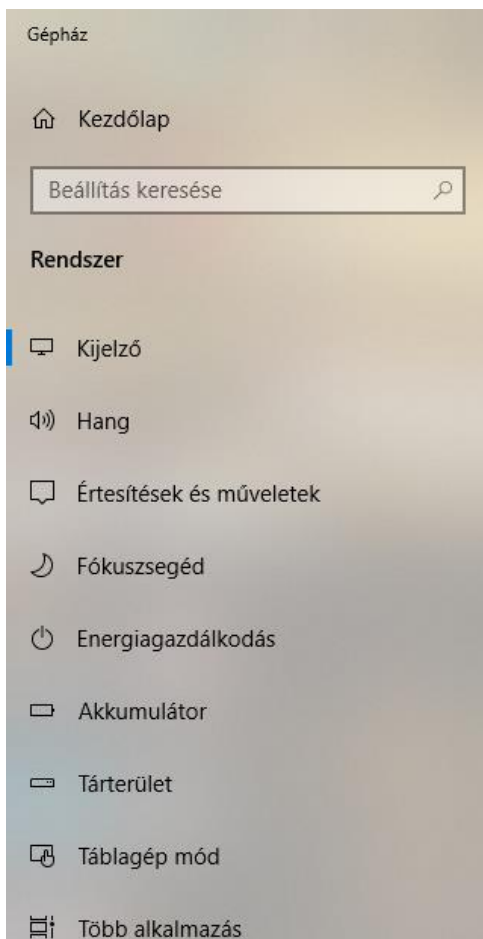 Gépház
Kezdőlap
Beállítás keresése
Rendszer
Kijelző
Hang
Értesítések és műveletek
Fókuszsegéd
Energiagazdálkodás
Akkumulátor
Tárterület
Táblagép mód
Több alkalmazás